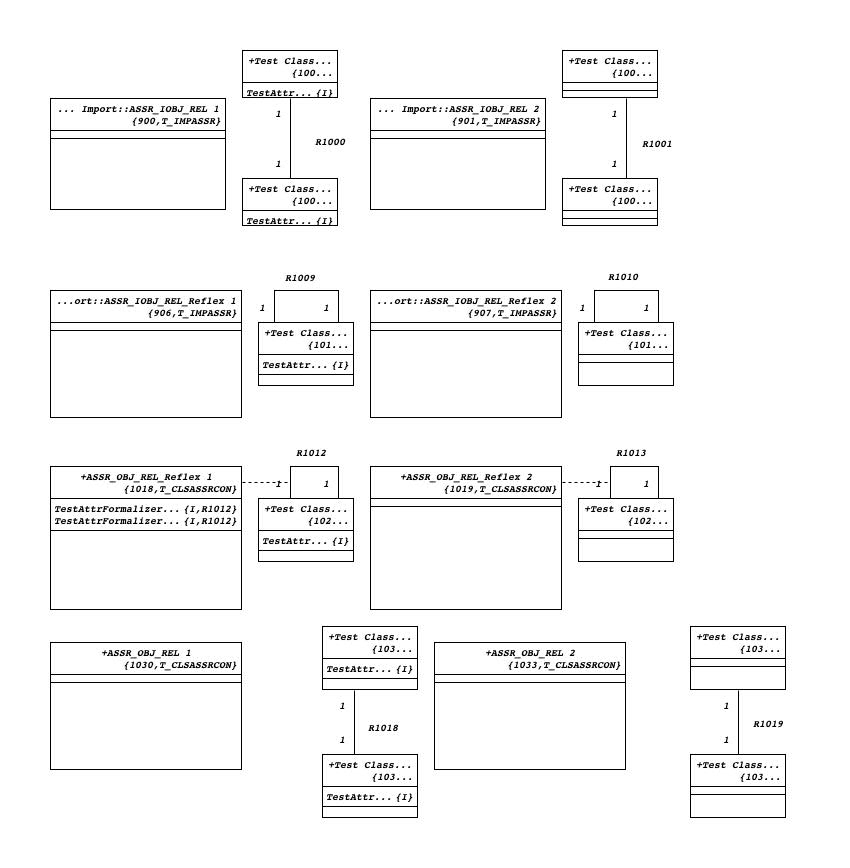 +Test Class...
{100...
TestAttr... {I}
+Test Class...
{100...
... Import::ASSR_IOBJ_REL 1
{900,T_IMPASSR}
... Import::ASSR_IOBJ_REL 2
{901,T_IMPASSR}
1
R1000
1
1
R1001
1
+Test Class...
{100...
TestAttr... {I}
+Test Class...
{100...
R1009
R1010
...ort::ASSR_IOBJ_REL_Reflex 1
{906,T_IMPASSR}
1
1
...ort::ASSR_IOBJ_REL_Reflex 2
{907,T_IMPASSR}
1
1
+Test Class...
{101...
TestAttr... {I}
+Test Class...
{101...
R1012
R1013
+ASSR_OBJ_REL_Reflex 1
{1018,T_CLSASSRCON}
TestAttrFormalizer... {I,R1012}
TestAttrFormalizer... {I,R1012}
1
1
+ASSR_OBJ_REL_Reflex 2
{1019,T_CLSASSRCON}
1
1
+Test Class...
{102...
TestAttr... {I}
+Test Class...
{102...
+ASSR_OBJ_REL 1
{1030,T_CLSASSRCON}
+Test Class...
{103...
TestAttr... {I}
+ASSR_OBJ_REL 2
{1033,T_CLSASSRCON}
+Test Class...
{103...
1
R1018
1
1
R1019
1
+Test Class...
{103...
TestAttr... {I}
+Test Class...
{103...